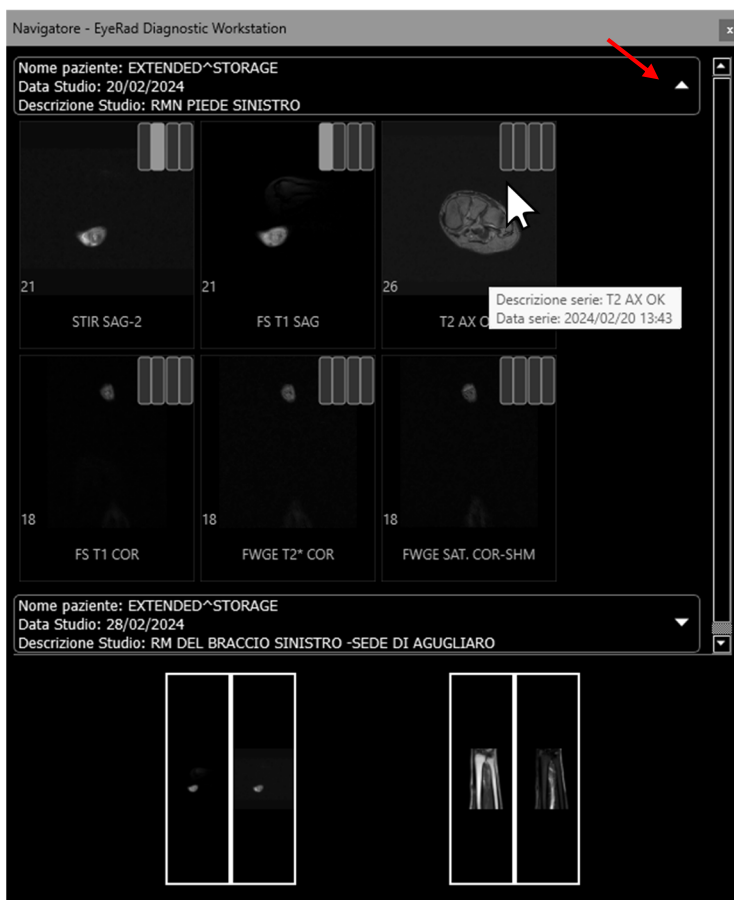 Navigatore - EyeRad Diagnostic Workstation
x
Nome paziente: EXTENDED^STORAGE
Data Studio: 20/02/2024
Descrizione Studio: RMN PIEDE SINISTRO
21
21
26
STIR SAG-2
FS T1 SAG
T2 AX O
Descrizione serie: T2 AX OK
Data serie: 2024/02/20 13:43
18
18
18
FS T1 COR
FWGE T2* COR
FWGE SAT. COR-SHM
Nome paziente: EXTENDED^STORAGE
Data Studio: 28/02/2024
Descrizione Studio: RM DEL BRACCIO SINISTRO -SEDE DI AGUGLIARO